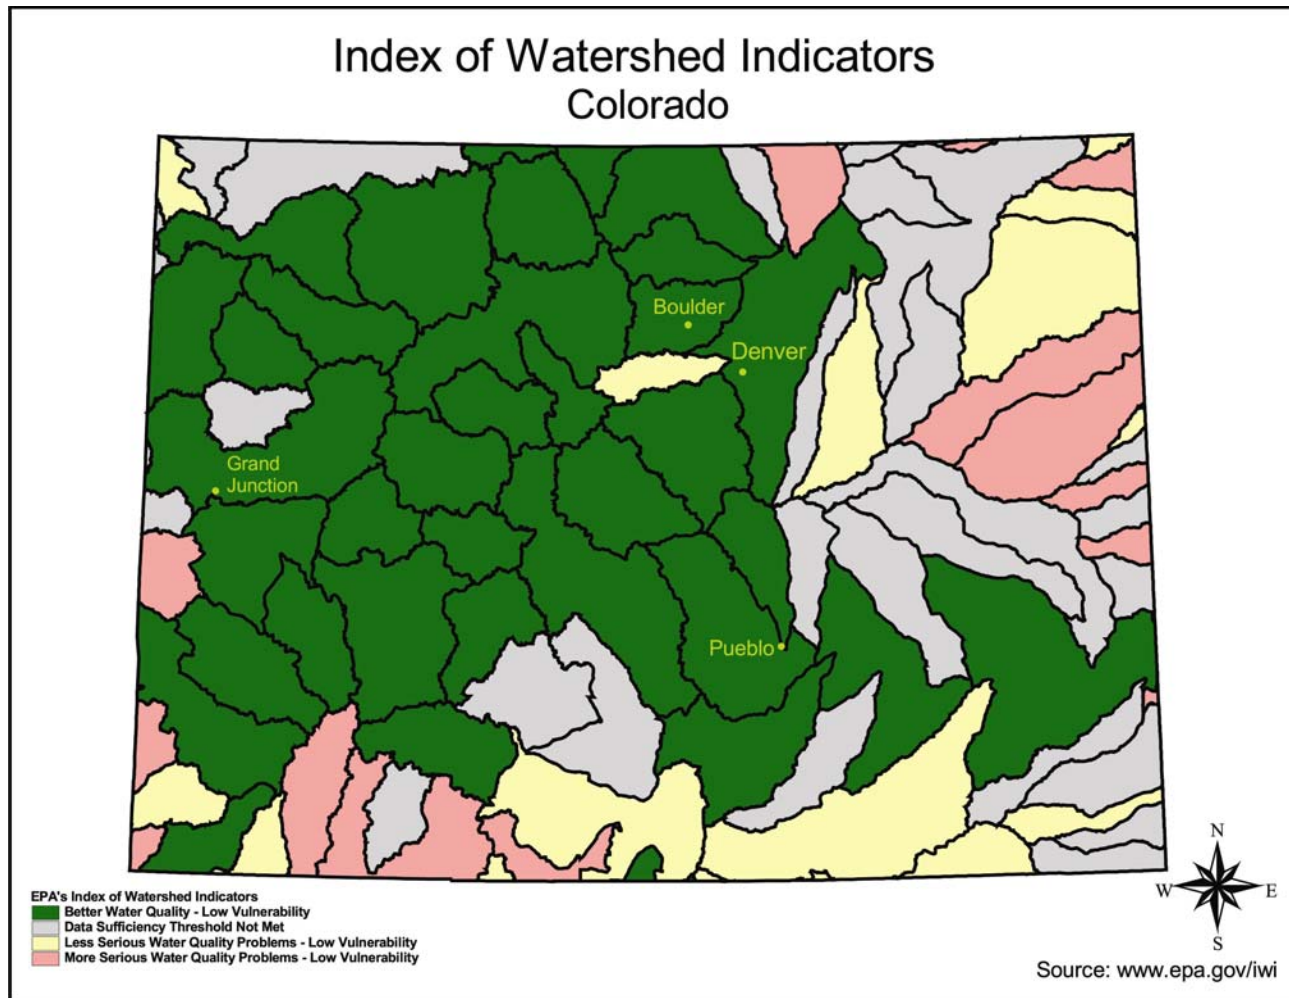 Index of Watershed Indicators
Colorado
Boulder
Denver
Grand
Junction
Pueblo
N
W
E
S
EPA's Index of Watershed Indicators
Better Water Quality - Low Vulnerability
Data Sufficiency Threshold Not Met
Less Serious Water Quality Problems - Low Vulnerability
More Serious Water Quality Problems - Low Vulnerability
Source: www.epa.gov/iwi